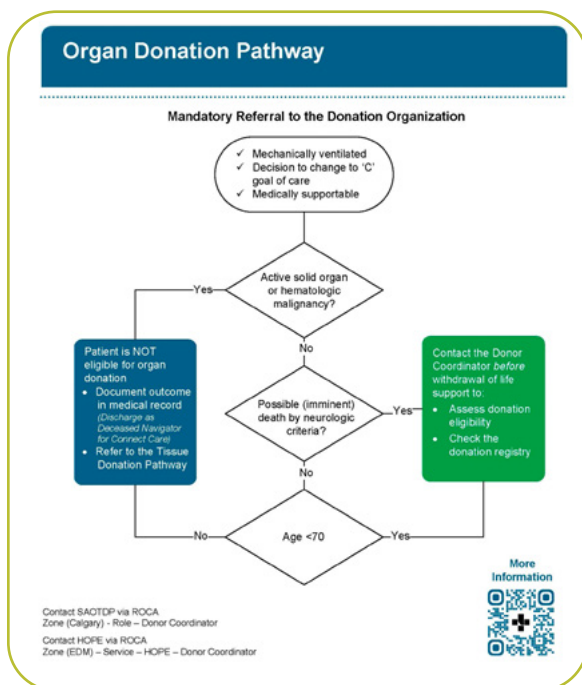 Organ Donation Pathway
Mandatory Referral to the Donation Organization
✓ Mechanically ventilated
✓ Decision to change to ‘C’
goal of care
✓ Medically supportable
Active solid organ
or hematologic
malignancy?
Yes
No
Patient is NOT
eligible for organ
donation
• Document outcome
in medical record
(Discharge as
Deceased Navigator
for Connect Care)
• Refer to the Tissue
Donation Pathway
Possible (imminent)
death by neurologic
criteria?
Yes
No
Contact the Donor
Coordinator before
withdrawal of life
support to:
• Assess donation
eligibility
• Check the
donation registry
No
Age <70
Yes
More
Information
Contact SAOTDP via ROCA
Zone (Calgary) - Role – Donor Coordinator
Contact HOPE via ROCA
Zone (EDM) – Service – HOPE – Donor Coordinator